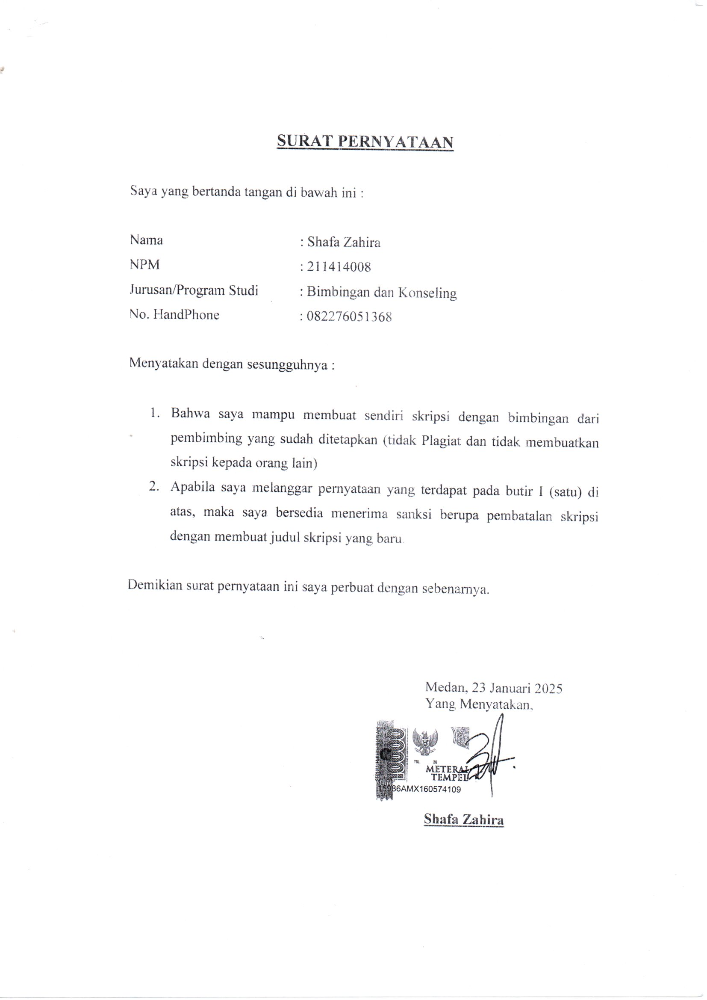 SURAT PERNYATAAN
Saya yang bertanda tangan di bawah ini :
Nama : Shafa Zahira
NPM : 211414008
Jurusan/Program Studi : Bimbingan dan Konseling
No. HandPhone : 082276051368
Menyatakan dengan sesungguhnya :
1. Bahwa saya mampu membuat sendiri skripsi dengan bimbingan dari
pembimbing yang sudah ditetapkan (tidak Plagiat dan tidak membuatkan
skripsi kepada orang lain)
2. Apabila saya melanggar pernyataan yang terdapat pada butir 1 (satu) di
atas, maka saya bersedia menerima sanksi berupa pembatalan skripsi
dengan membuat judul skripsi yang baru.
Demikian surat pernyataan ini saya perbuat dengan sebenarnya.
Medan, 23 Januari 2025
Yang Menyatakan,
SEPULUH RIBU RUPIAH
10000
TGL. 20
METERAI
TEMPEL
15986AMX160574109
Shafa Zahira